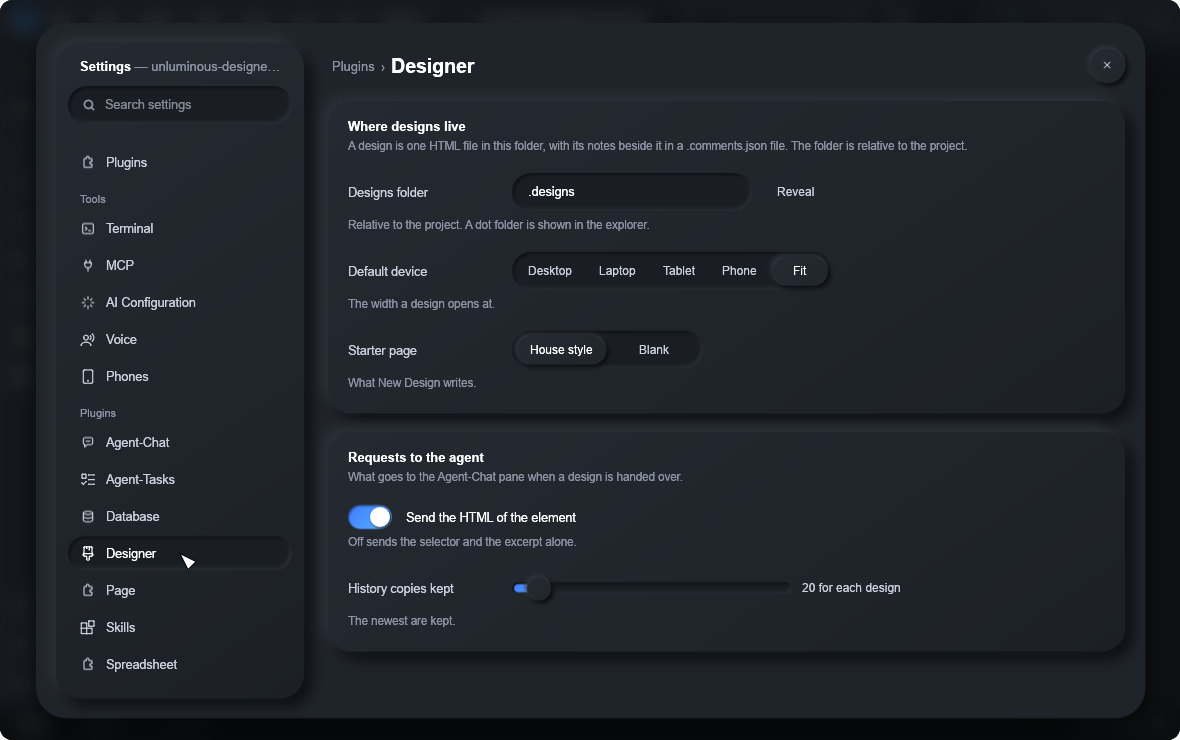 Settings — unluminous-designe...
Search settings
Plugins
Tools
Terminal
MCP
AI Configuration
Voice
Phones
Plugins
Agent-Chat
Agent-Tasks
Database
Designer
Page
Skills
Spreadsheet
Plugins › Designer
Where designs live
A design is one HTML file in this folder, with its notes beside it in a .comments.json file. The folder is relative to the project.
Designs folder .designs Reveal
Relative to the project. A dot folder is shown in the explorer.
Default device Desktop Laptop Tablet Phone Fit
The width a design opens at.
Starter page House style Blank
What New Design writes.
Requests to the agent
What goes to the Agent-Chat pane when a design is handed over.
Send the HTML of the element
Off sends the selector and the excerpt alone.
History copies kept 20 for each design
The newest are kept.